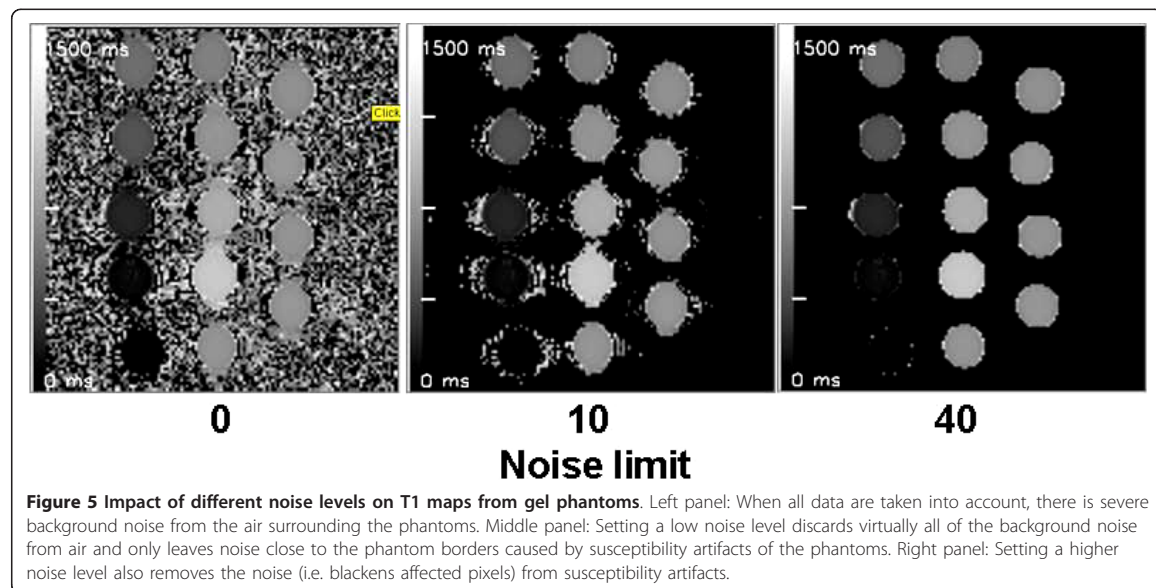 1500 ms
1500 ms
1500 ms
Click
0 ms
0 ms
0 ms
0
10
40
Noise limit
Figure 5 Impact of different noise levels on T1 maps from gel phantoms. Left panel: When all data are taken into account, there is severe
background noise from the air surrounding the phantoms. Middle panel: Setting a low noise level discards virtually all of the background noise
from air and only leaves noise close to the phantom borders caused by susceptibility artifacts of the phantoms. Right panel: Setting a higher
noise level also removes the noise (i.e. blackens affected pixels) from susceptibility artifacts.